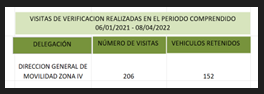 VISITAS DE VERIFICACION REALIZADAS EN EL PERIODO COMPRENDIDO
06/01/2021 - 08/04/2022
DELEGACIÓN NÚMERO DE VISITAS VEHICULOS RETENIDOS
DIRECCION GENERAL DE
MOVILIDAD ZONA IV 206 152